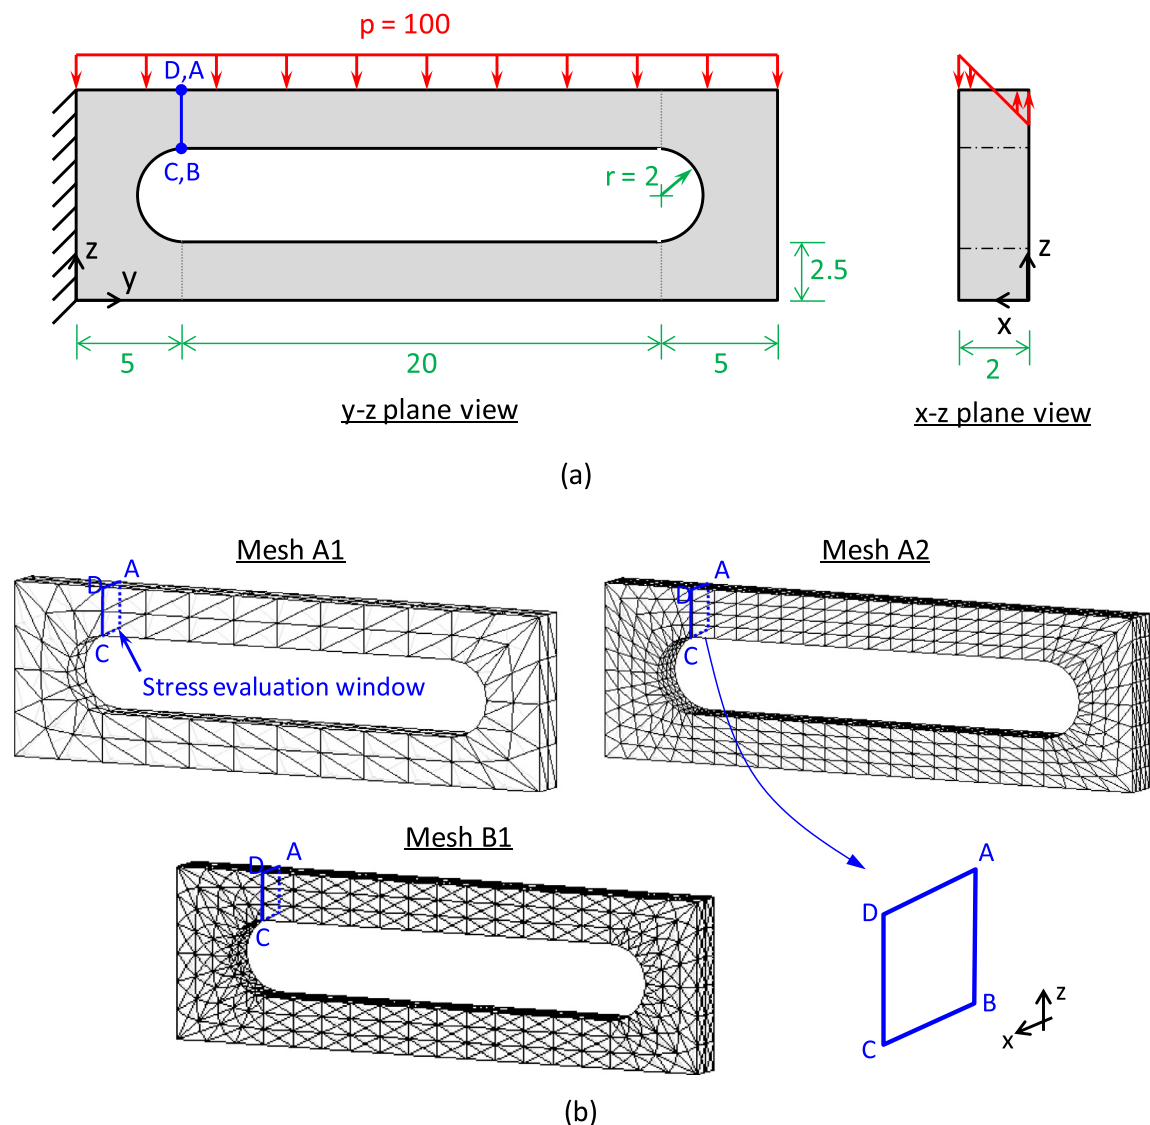 p = 100
D,A
C,B
r = 2
z
y
2.5
5
20
5
y-z plane view
z
x
2
x-z plane view
(a)
Mesh A1
D
A
C
Stress evaluation window
Mesh A2
D
A
C
Mesh B1
D
A
C
A
D
B
C
z
x
(b)